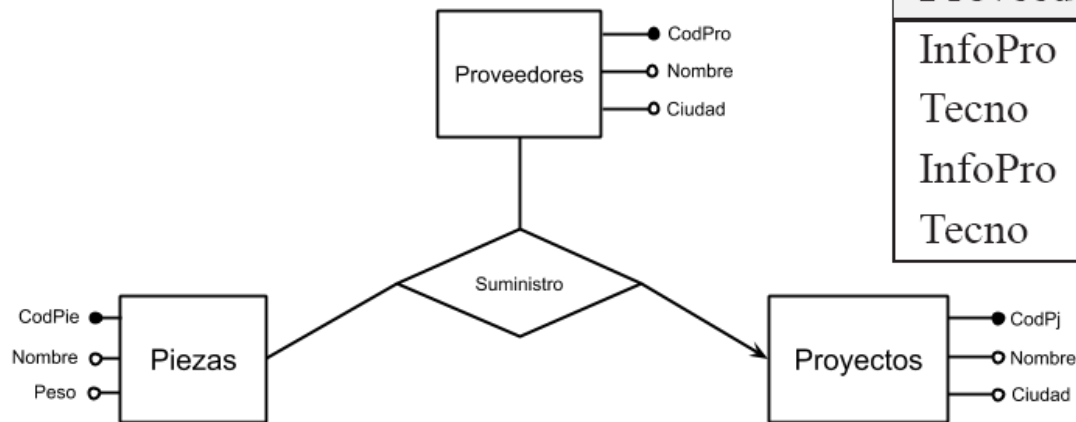 CodPro
Proveedores
Nombre
Ciudad
InfoPro
Tecno
InfoPro
Tecno
Suministro
CodPie
Nombre
Peso
Piezas
Proyectos
CodPj
Nombre
Ciudad